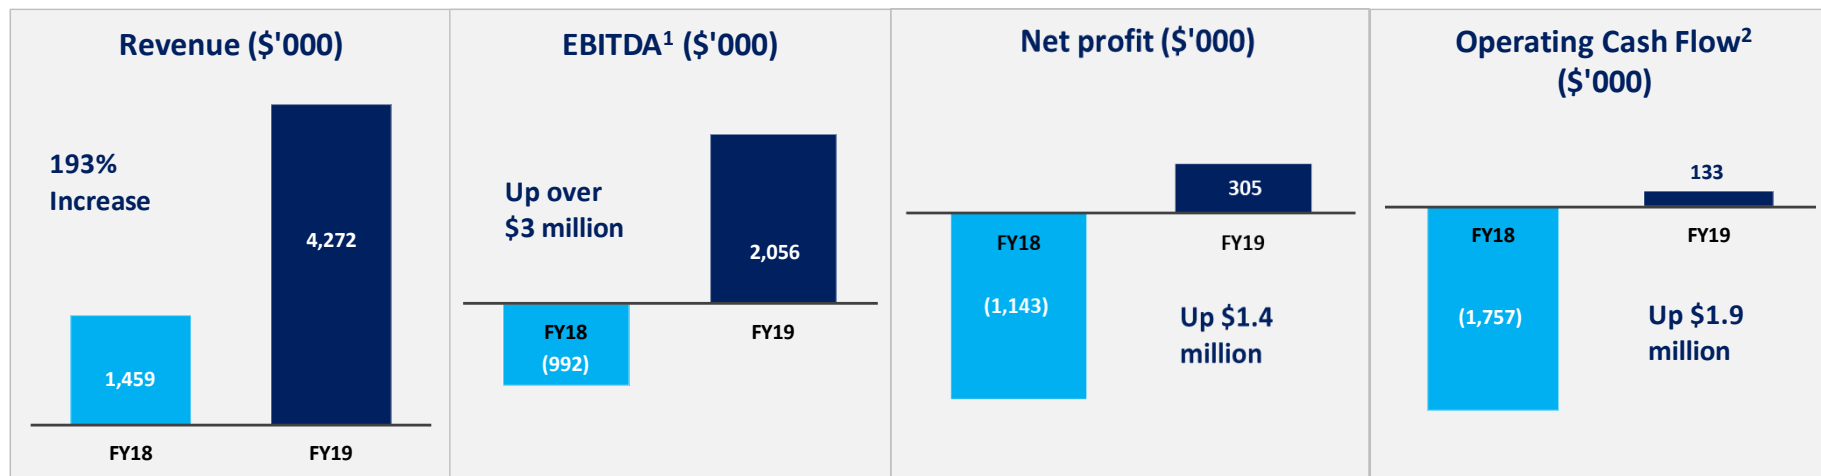 Revenue ($'000)
193%
Increase
4,272
1,459
FY18
FY19
EBITDA¹ ($'000)
Up over
$3 million
2,056
FY18
(992)
FY19
Net profit ($'000)
305
FY18
FY19
(1,143)
Up $1.4
million
Operating Cash Flow²
($'000)
133
FY18
FY19
(1,757)
Up $1.9
million